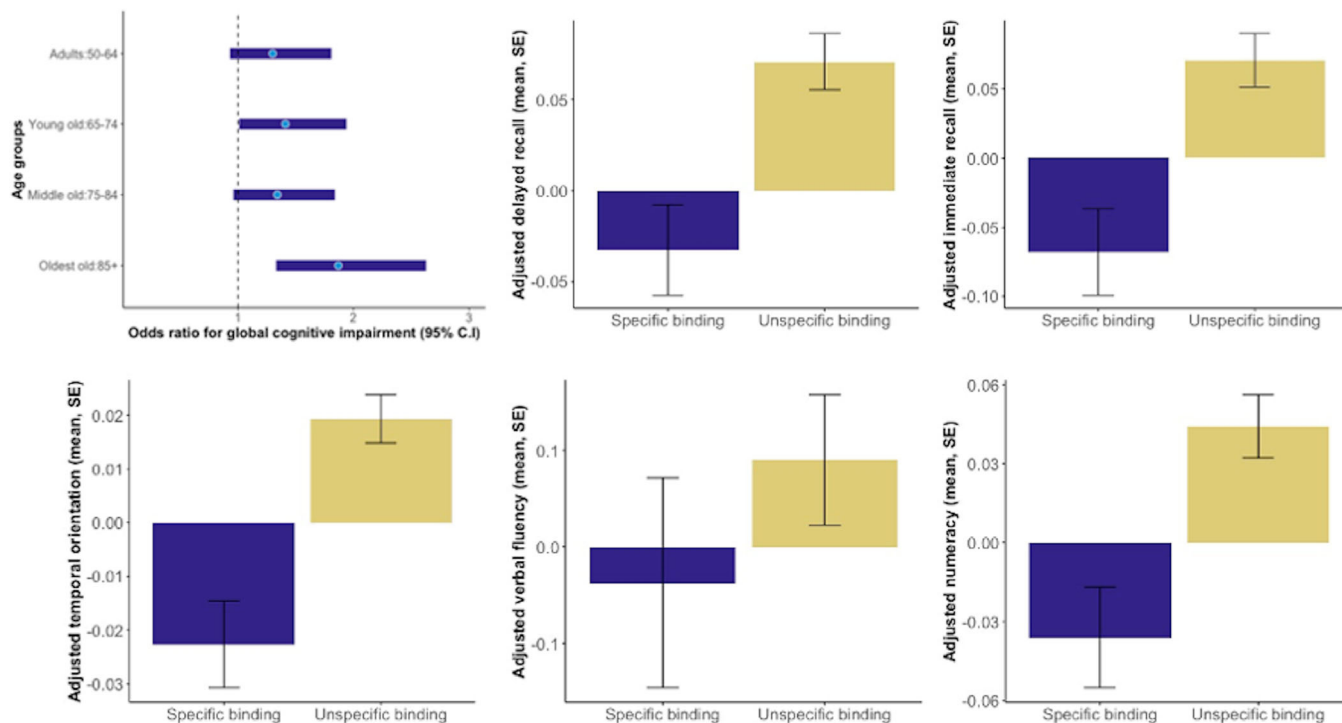 Age groups
Adults:50-64
Young old:65-74
Middle old:75-84
Oldest old:85+
1
2
3
Odds ratio for global cognitive impairment (95% C.I)
Adjusted delayed recall (mean, SE)
0.05
0.00
-0.05
Specific binding
Unspecific binding
Adjusted immediate recall (mean, SE)
0.05
0.00
-0.05
-0.10
Specific binding
Unspecific binding
Adjusted temporal orientation (mean, SE)
0.02
0.01
0.00
-0.01
-0.02
-0.03
Specific binding
Unspecific binding
Adjusted verbal fluency (mean, SE)
0.1
0.0
-0.1
Specific binding
Unspecific binding
Adjusted numeracy (mean, SE)
0.06
0.03
0.00
-0.03
-0.06
Specific binding
Unspecific binding